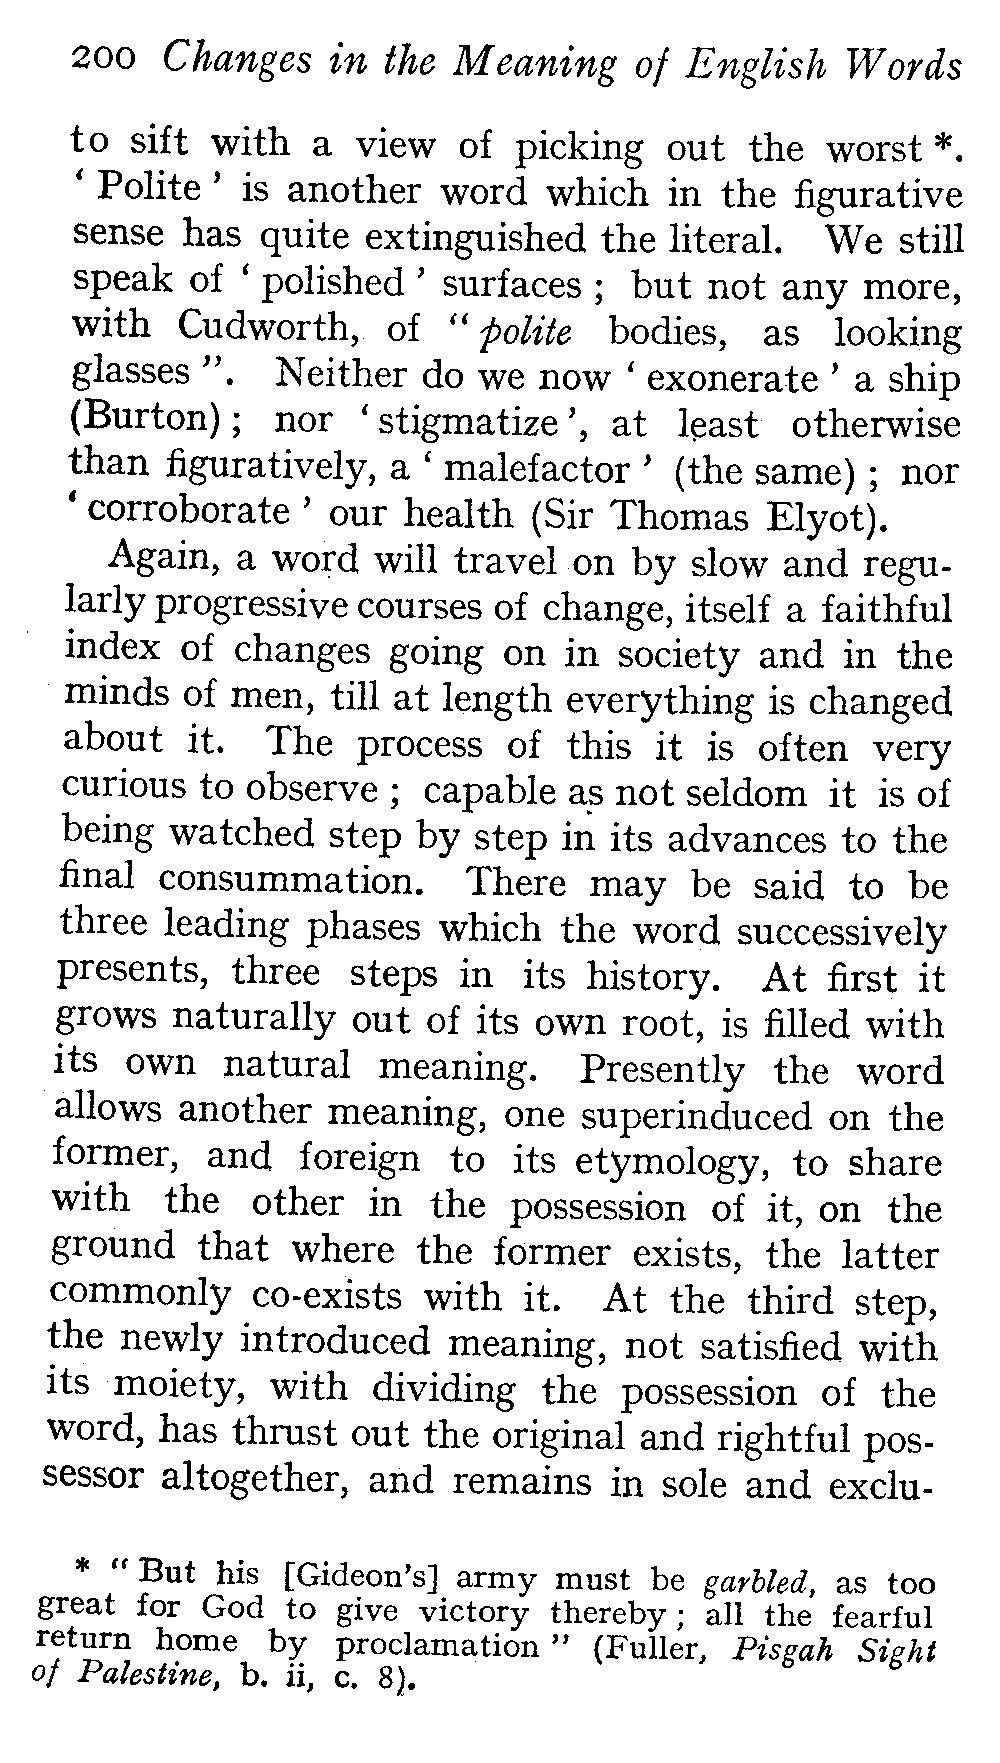 200 Changes in the Meaning of English Words
to sift with a view of picking out the worst *.
‘ Polite ’ is another word which in the figurative
sense has quite extinguished the literal. We still
speak of ‘ polished ’ surfaces ; but not any more,
with Cudworth, of “ polite bodies, as looking
glasses ”. Neither do we now ‘ exonerate ’ a ship
(Burton) ; nor ‘ stigmatize ’, at least otherwise
than figuratively, a ‘ malefactor ’ (the same) ; nor
‘ corroborate ’ our health (Sir Thomas Elyot).
Again, a word will travel on by slow and regu-
larly progressive courses of change, itself a faithful
index of changes going on in society and in the
minds of men, till at length everything is changed
about it. The process of this it is often very
curious to observe ; capable as not seldom it is of
being watched step by step in its advances to the
final consummation. There may be said to be
three leading phases which the word successively
presents, three steps in its history. At first it
grows naturally out of its own root, is filled with
its own natural meaning. Presently the word
allows another meaning, one superinduced on the
former, and foreign to its etymology, to share
with the other in the possession of it, on the
ground that where the former exists, the latter
commonly co-exists with it. At the third step,
the newly introduced meaning, not satisfied with
its moiety, with dividing the possession of the
word, has thrust out the original and rightful pos-
sessor altogether, and remains in sole and exclu-
* “ But his [Gideon's] army must be garbled, as too
great for God to give victory thereby ; all the fearful
return home by proclamation ” (Fuller, Pisgah Sight
of Palestine, b. ii, c. 8).